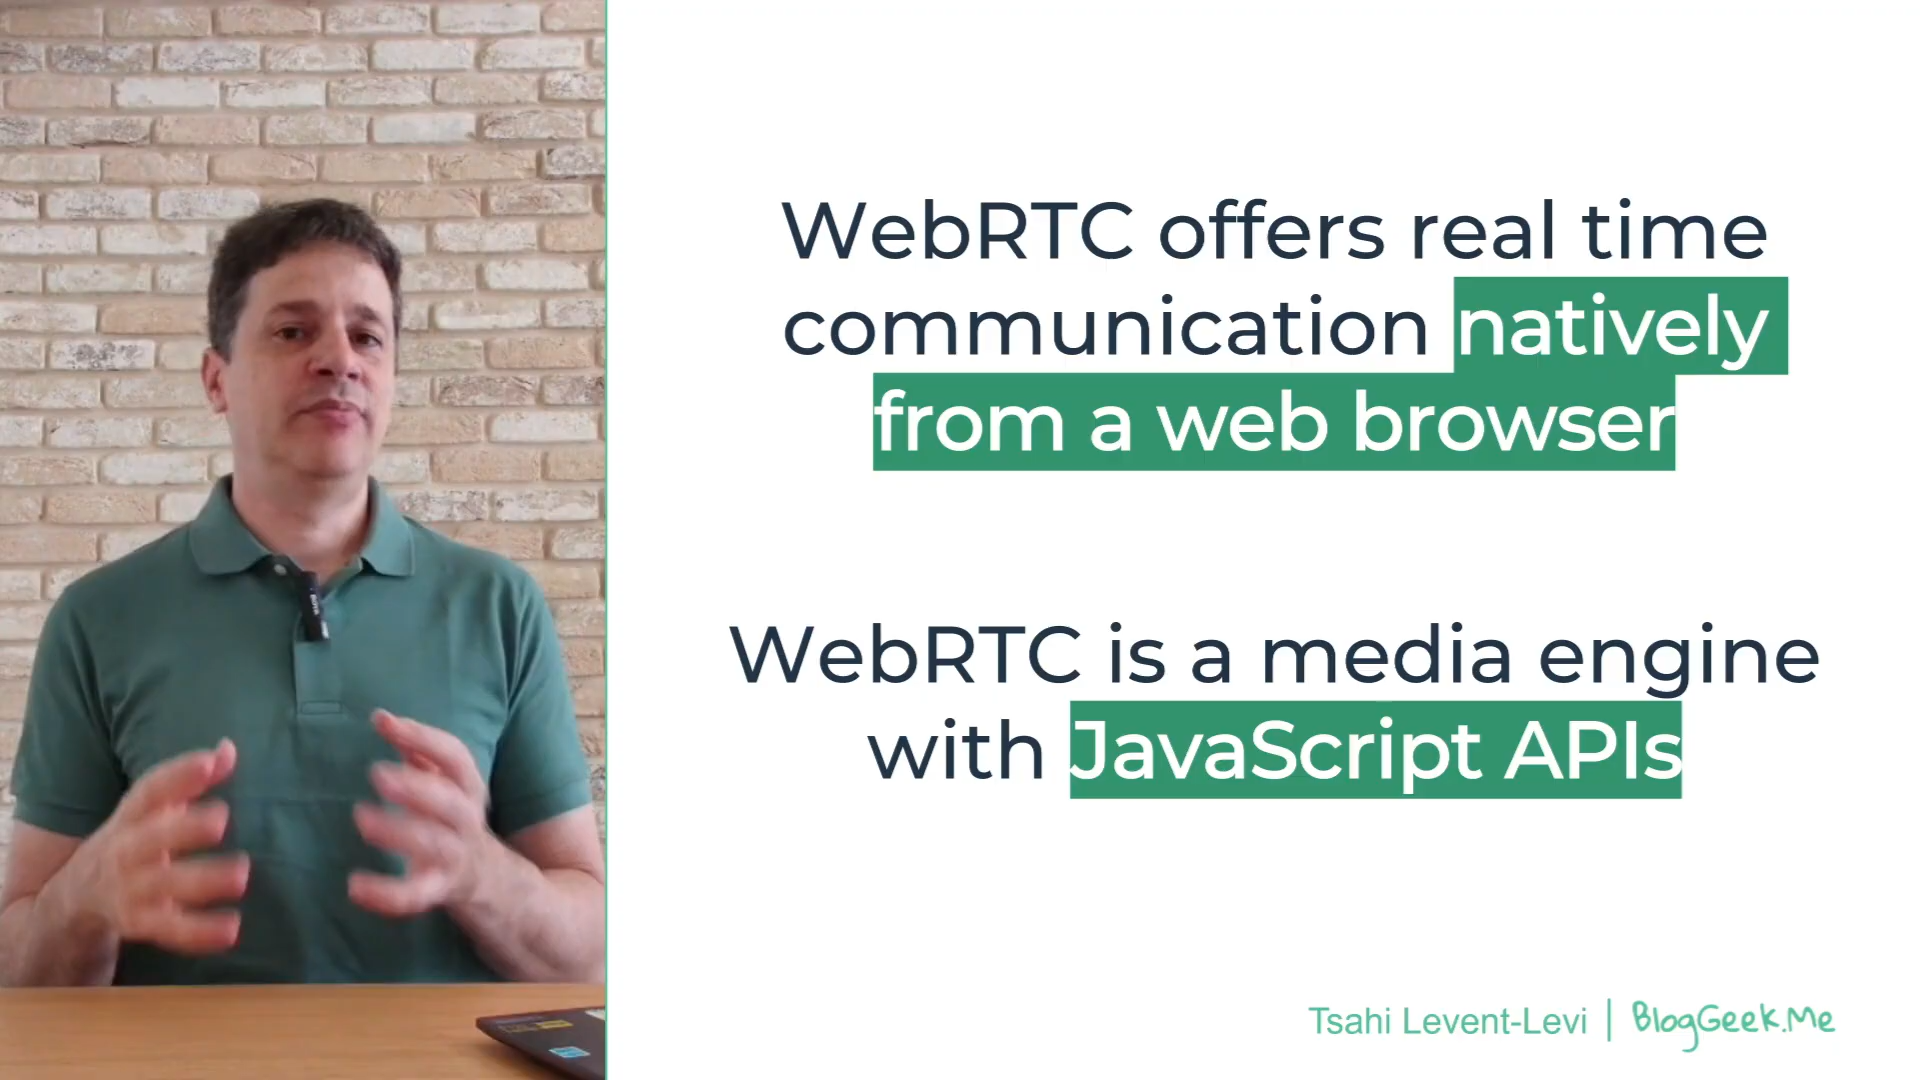 WebRTC offers real time
communication natively
from a web browser
WebRTC is a media engine
with JavaScript APIs
Tsahi Levent-Levi | BlogGeek.Me